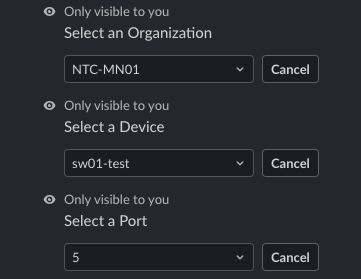 Only visible to you
Select an Organization
NTC-MN01 Cancel
Only visible to you
Select a Device
sw01-test Cancel
Only visible to you
Select a Port
5 Cancel